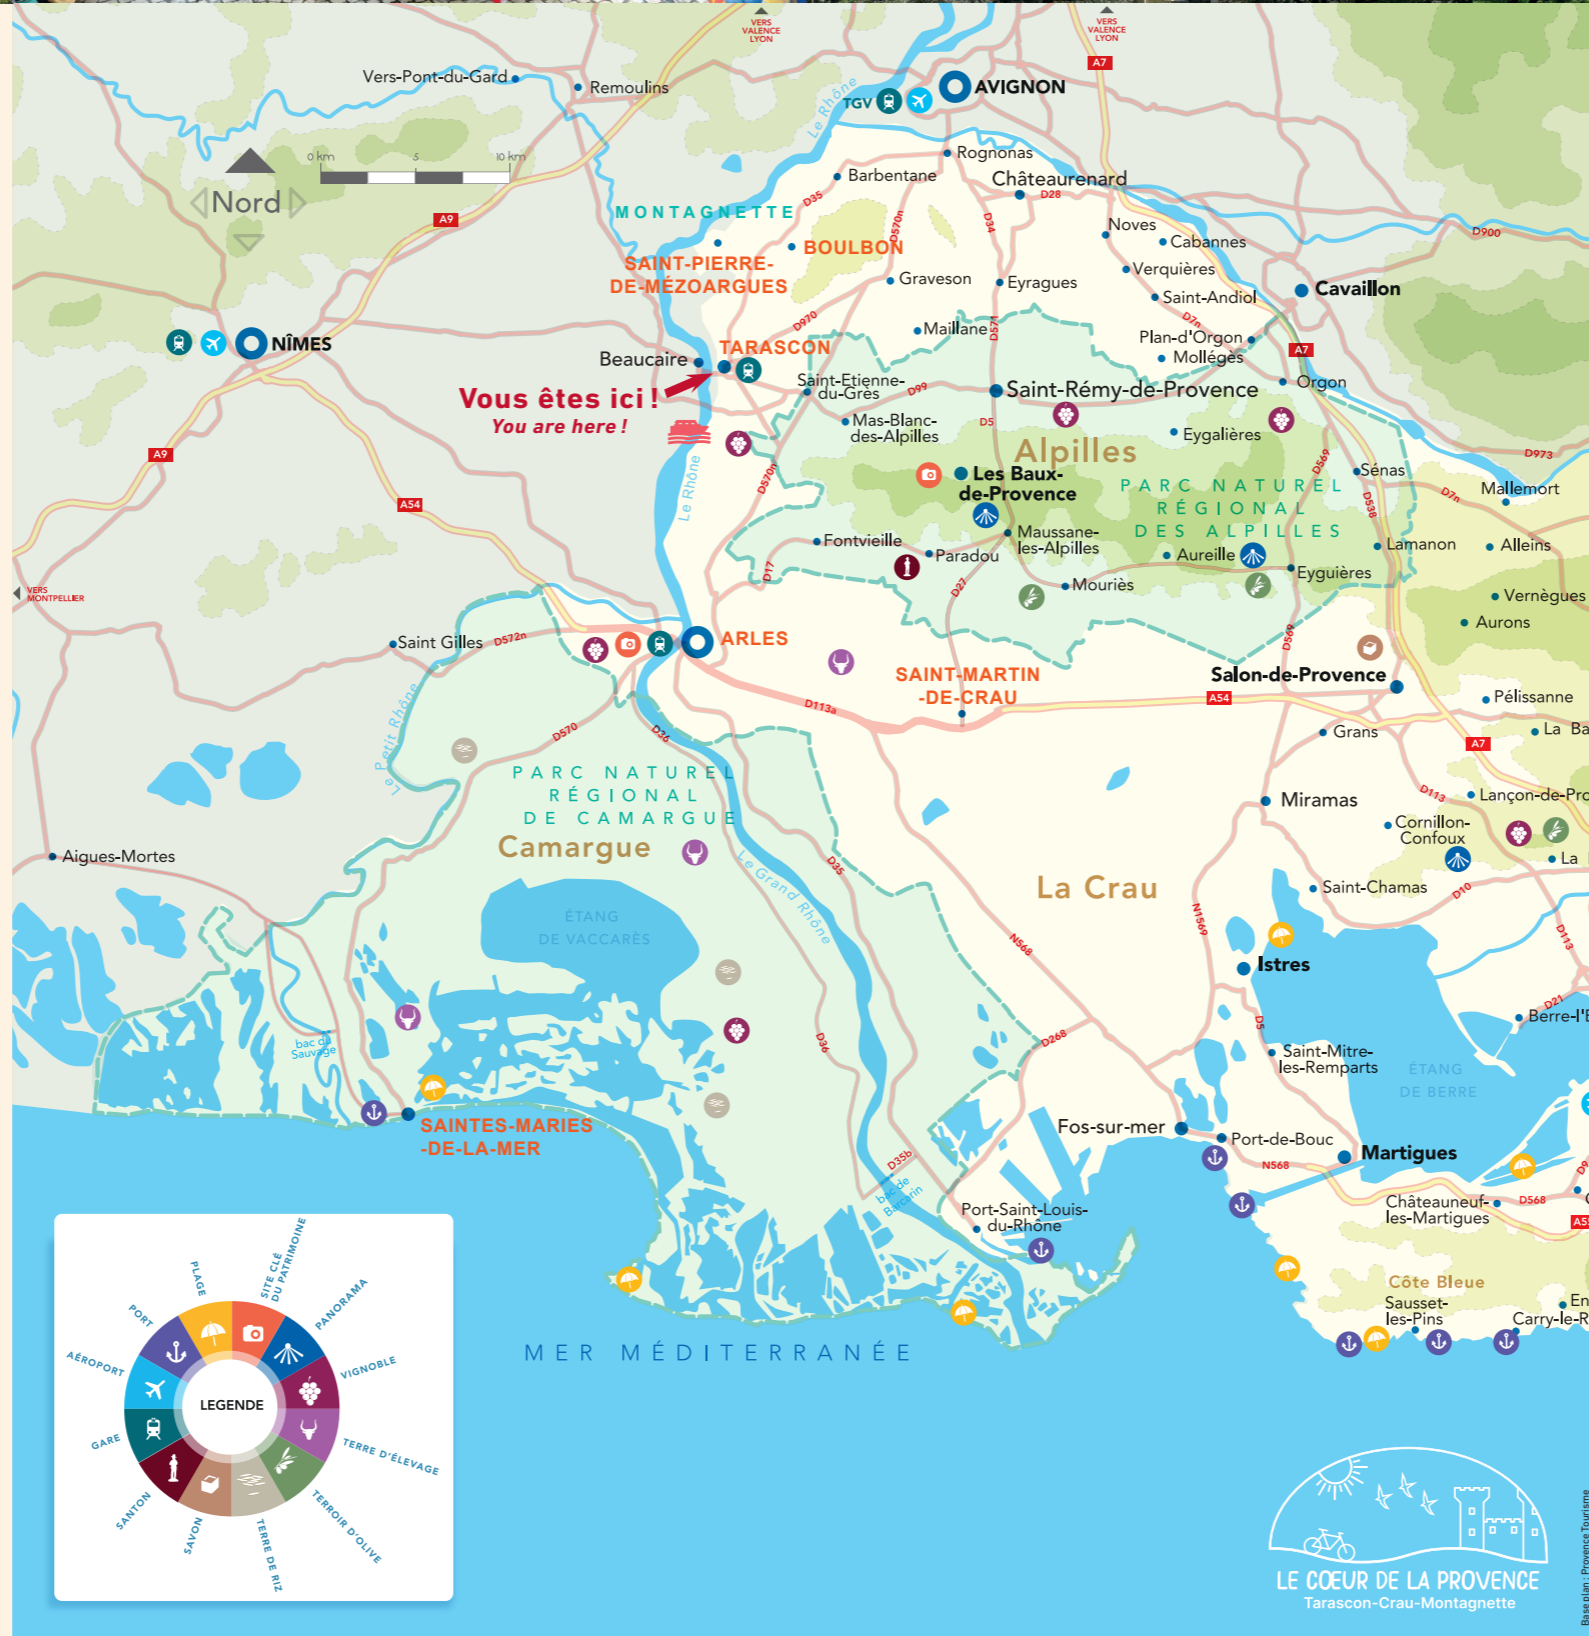 VERS
VALENCE
LYON
VERS
VALENCE
LYON
A7
Vers-Pont-du-Gard
Remoulins
Le Rhône
TGV
AVIGNON
0 km
5
10 km
Nord
Rognonas
Barbentane
Châteaurenard
D35
D28
MONTAGNETTE
D570n
D34
A9
Noves
Cabannes
D900
BOULBON
SAINT-PIERRE-
DE-MÉZOARGUES
Verquières
Graveson
Eyragues
Saint-Andiol
Cavaillon
D970
Maillane
D571
D7n
Plan-d'Orgon
NÎMES
TARASCON
Beaucaire
Mollégès
A7
Vous êtes ici !
You are here !
Saint-Etienne-
du-Grès
D99
Saint-Rémy-de-Provence
Orgon
Mas-Blanc-
des-Alpilles
D5
Eygalières
A9
Alpilles
D569
D973
Le Rhône
D570n
Les Baux-
de-Provence
PARC NATUREL
RÉGIONAL
DES ALPILLES
Sénas
D7n
Mallemort
A54
D538
Fontvieille
Maussane-
les-Alpilles
Paradou
Aureille
Lamanon
Alleins
D17
D27
Mouriès
Eyguières
VERS
MONTPELLIER
Vernègues
Aurons
Saint Gilles
D572n
ARLES
D569
SAINT-MARTIN
-DE-CRAU
Salon-de-Provence
Le Petit Rhône
D113a
A54
Pélissanne
D570
D36
Grans
A7
La Ba
PARC NATUREL
RÉGIONAL
DE CAMARGUE
Miramas
D113
Lançon-de-Pro
Camargue
Cornillon-
Confoux
Aigues-Mortes
Le Grand Rhône
D35
La
La Crau
Saint-Chamas
D10
ÉTANG
DE VACCARÈS
N1569
N568
D113
Istres
D21
Berre-l'E
bac du
Sauvage
D36
D268
D5
Saint-Mitre-
les-Remparts
ÉTANG
DE BERRE
SAINTES-MARIES
-DE-LA-MER
Fos-sur-mer
Port-de-Bouc
Martigues
D35b
N568
D9
bac de
Barcarin
Port-Saint-Louis-
du-Rhône
Châteauneuf-
les-Martigues
D568
C
A55
Côte Bleue
Sausset-
les-Pins
En
Carry-le-R
MER MÉDITERRANÉE
LEGENDE
SITE CLÉ
DU PATRIMOINE
PANORAMA
VIGNOBLE
TERRE D'ÉLEVAGE
TERROIR D'OLIVE
TERRE DE RIZ
SAVON
SANTON
GARE
AÉROPORT
PORT
PLAGE
LE CŒUR DE LA PROVENCE
Tarascon-Crau-Montagnette
Base plan : Provence Tourisme